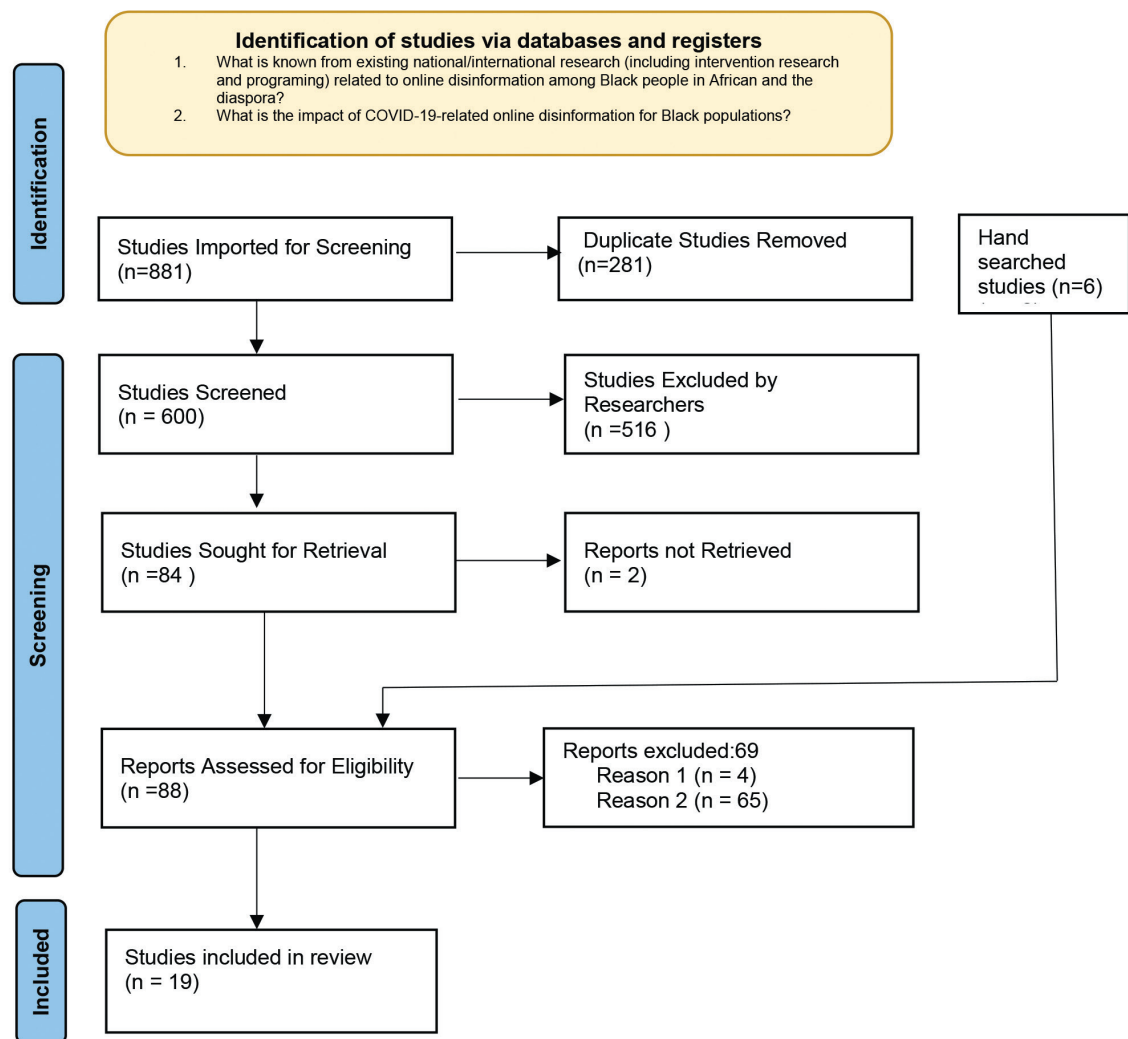 Identification of studies via databases and registers
1. What is known from existing national/international research (including intervention research
and programing) related to online disinformation among Black people in African and the
diaspora?
2. What is the impact of COVID-19-related online disinformation for Black populations?
Identification
Studies Imported for Screening
(n=881)
Duplicate Studies Removed
(n=281)
Hand
searched
studies (n=6)
Screening
Studies Screened
(n = 600)
Studies Excluded by
Researchers
(n =516 )
Studies Sought for Retrieval
(n =84 )
Reports not Retrieved
(n = 2)
Reports Assessed for Eligibility
(n =88)
Reports excluded:69
Reason 1 (n = 4)
Reason 2 (n = 65)
Included
Studies included in review
(n = 19)